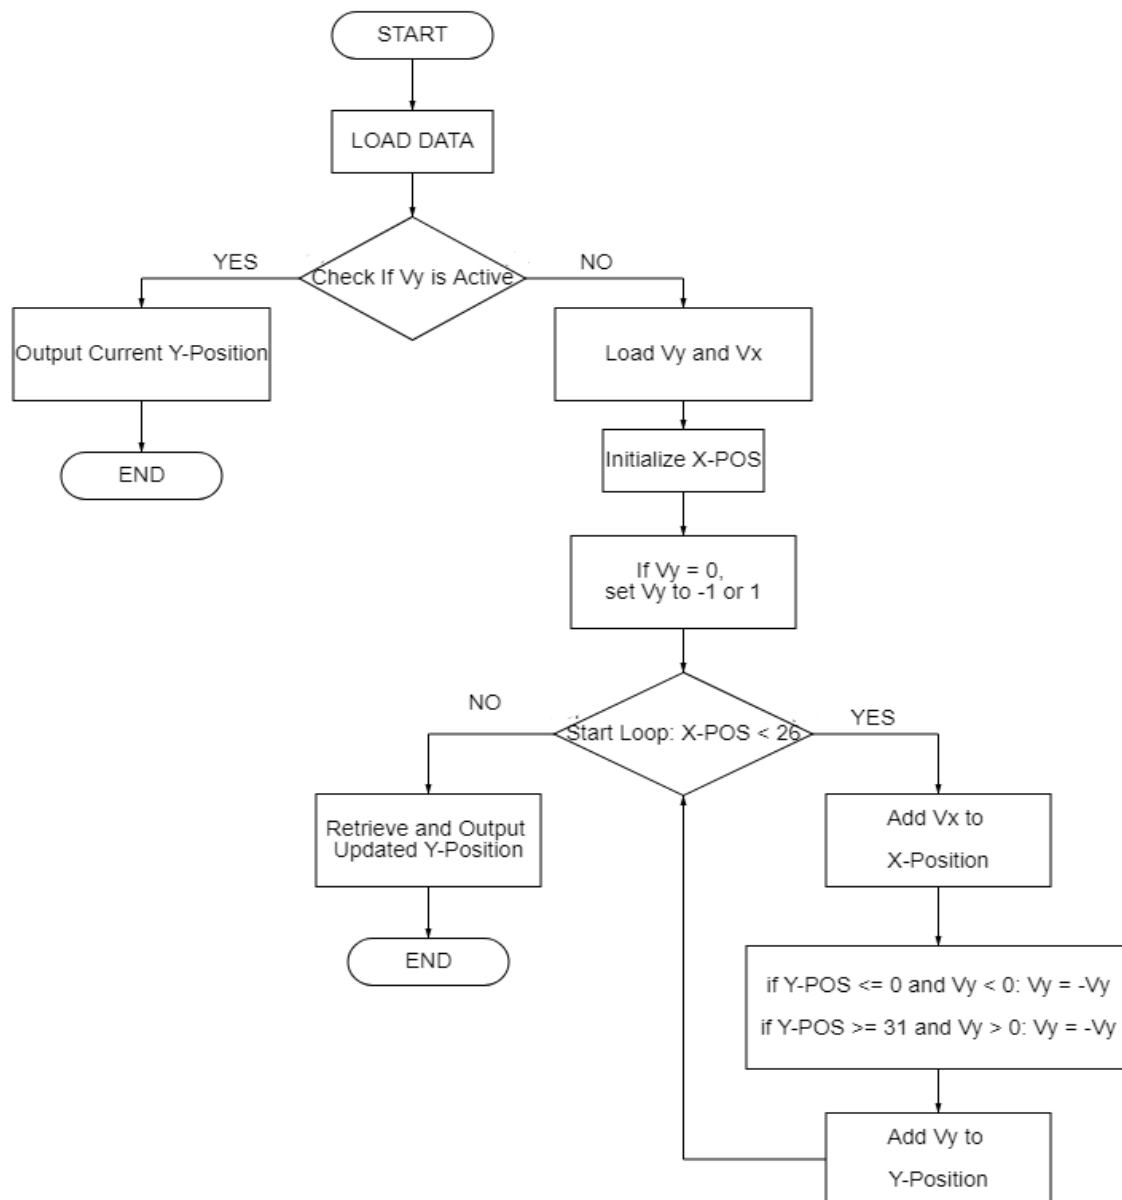 START
LOAD DATA
YES
Check If Vy is Active
NO
Output Current Y-Position
Load Vy and Vx
END
Initialize X-POS
If Vy = 0,
set Vy to -1 or 1
NO
Start Loop: X-POS < 26
YES
Retrieve and Output
Updated Y-Position
Add Vx to
X-Position
END
if Y-POS <= 0 and Vy < 0: Vy = -Vy
if Y-POS >= 31 and Vy > 0: Vy = -Vy
Add Vy to
Y-Position